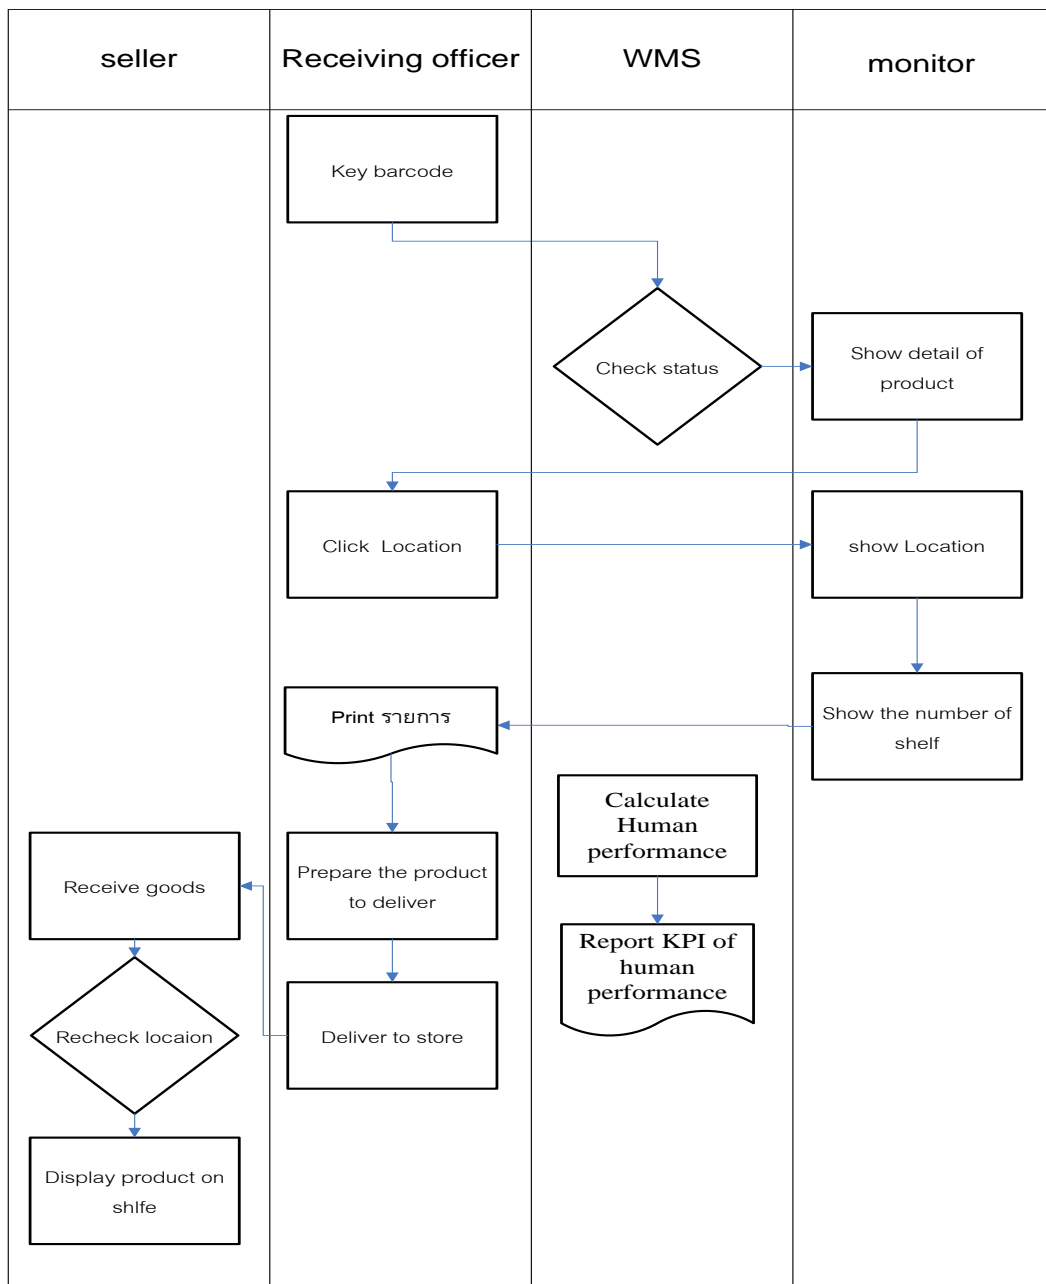 seller
Receiving officer
WMS
monitor
Key barcode
Check status
Show detail of
product
Click  Location
show Location
Print รายการ
Show the number of
shelf
Calculate
Human
performance
Receive goods
Prepare the product
to deliver
Report KPI of
human
performance
Recheck locaion
Deliver to store
Display product on
shlfe